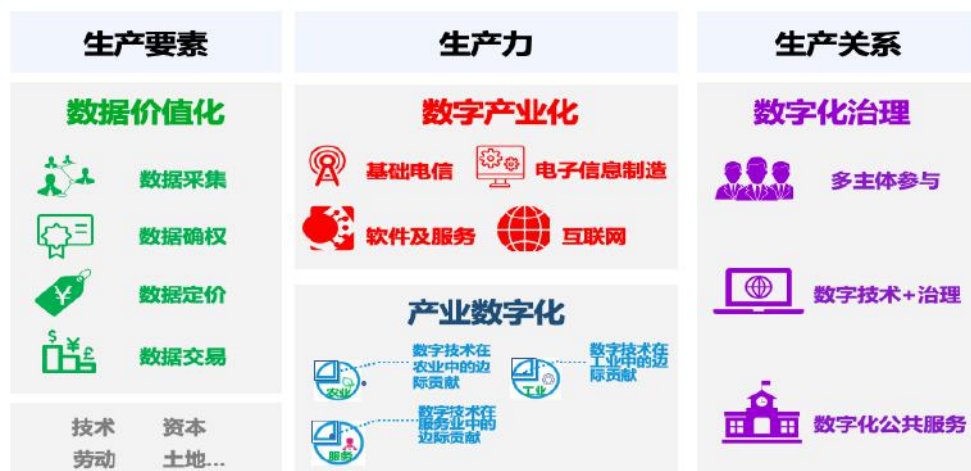 生产要素
生产力
生产关系
数据价值化
数据采集
数据确权
数据定价
数据交易
技术 资本
劳动 土地...
数字产业化
基础电信 电子信息制造
软件及服务 互联网
产业数字化
农业
数字技术在
农业中的边
际贡献
工业
数字技术在
工业中的边
际贡献
服务
数字技术在
服务业中的
边际贡献
数字化治理
多主体参与
数字技术+治理
数字化公共服务